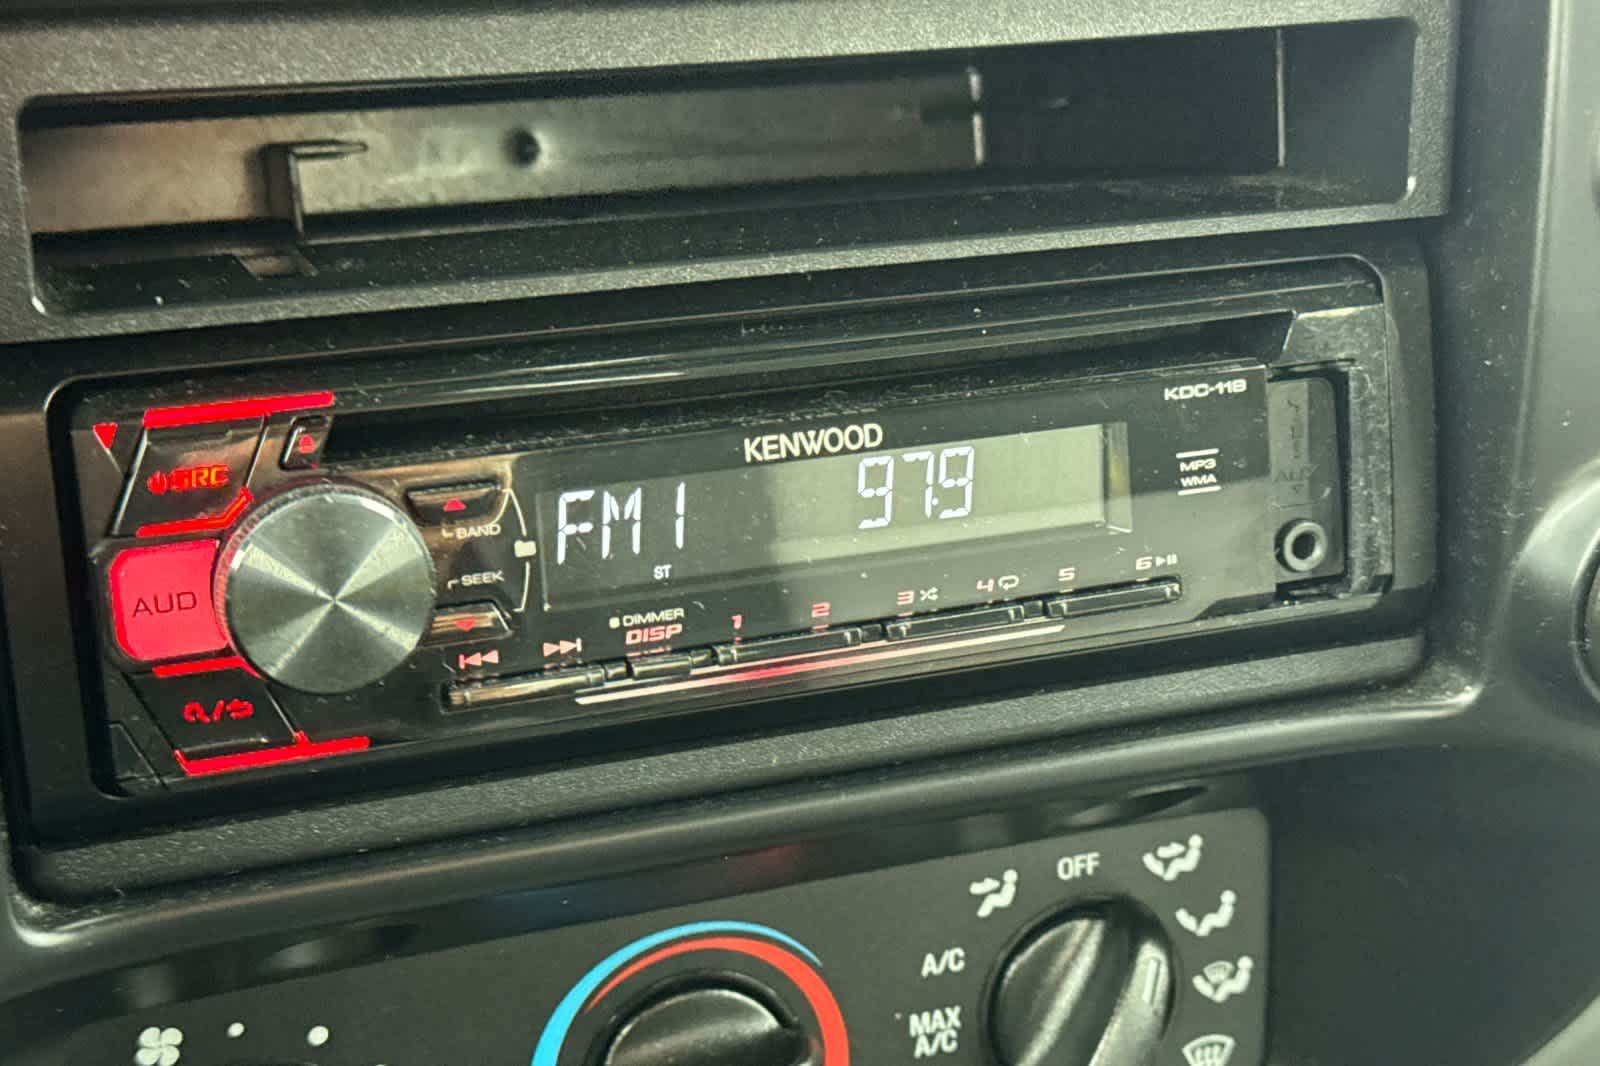 KDC-118
KENWOOD
MP3
WMA
SRC
BAND
FM1
97.9
AUX
SEEK
ST
AUD
DIMMER
DISP
1
2
3
4
5
6
OFF
A/C
MAX
A/C